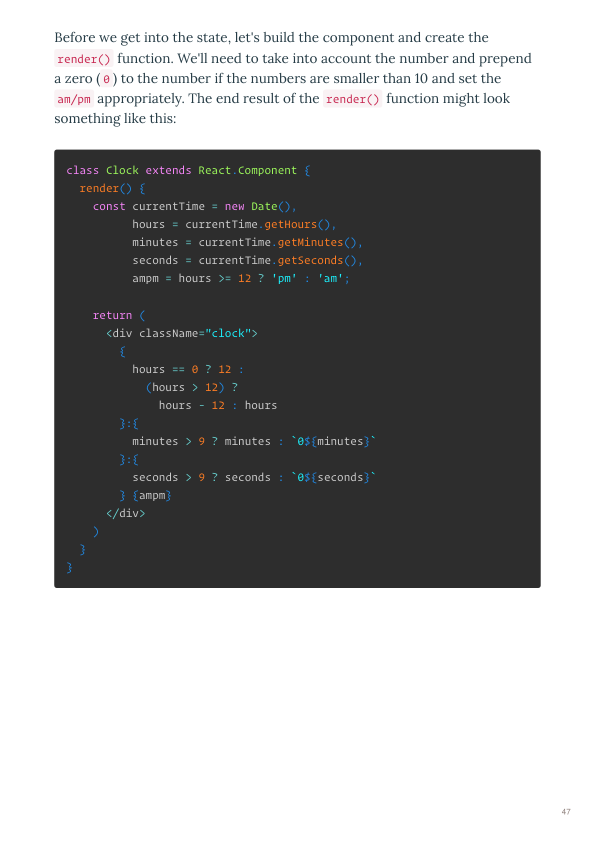 Before we get into the state, let's build the component and create the
render() function. We'll need to take into account the number and prepend
a zero (0) to the number if the numbers are smaller than 10 and set the
am/pm appropriately. The end result of the render() function might look
something like this:
class Clock extends React.Component {
  render() {
    const currentTime = new Date(),
          hours = currentTime.getHours(),
          minutes = currentTime.getMinutes(),
          seconds = currentTime.getSeconds(),
          ampm = hours >= 12 ? 'pm' : 'am';
    return (
      <div className="clock">
        {
          hours == 0 ? 12 :
            (hours > 12) ?
              hours - 12 : hours
        }:{
          minutes > 9 ? minutes : `0${minutes}`
        }:{
          seconds > 9 ? seconds : `0${seconds}`
        } {ampm}
      </div>
    )
  }
}
47